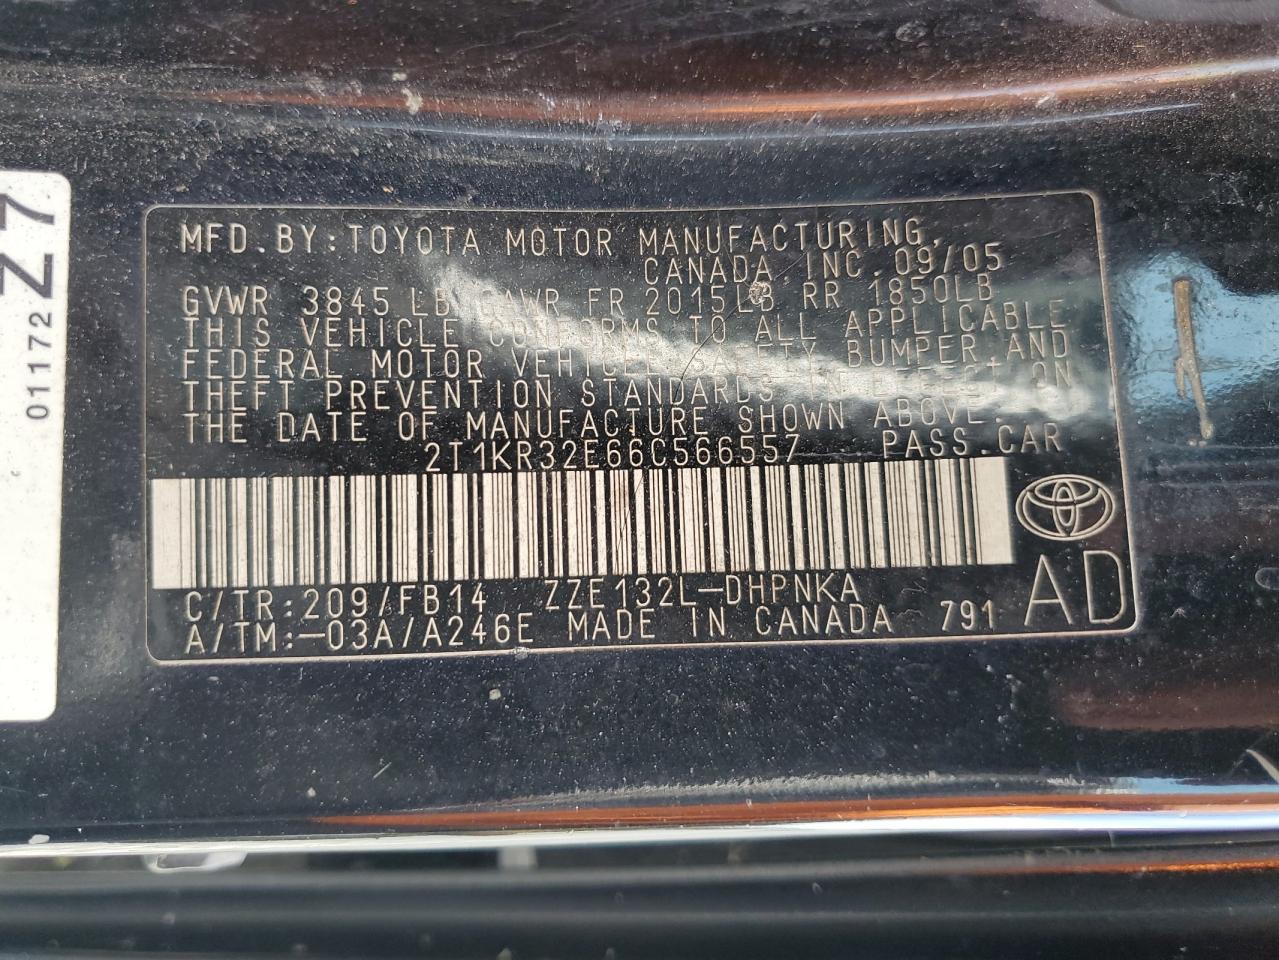 MFD.BY:TOYOTA MOTOR MANUFACTURING,
CANADA,INC.09/05
GVWR 3845 LB GAWR FR 2015LB RR 1850LB
THIS VEHICLE CONFORMS TO ALL APPLICABLE
FEDERAL MOTOR VEHICLE SAFETY BUMPER,AND
THEFT PREVENTION STANDARDS IN EFFECT ON
THE DATE OF MANUFACTURE SHOWN ABOVE.
2T1KR32E66C566557 PASS.CAR
C/TR:209/FB14 ZZE132L-DHPNKA
A/TM:-03A/A246E MADE IN CANADA 791
AD
Z7
01172